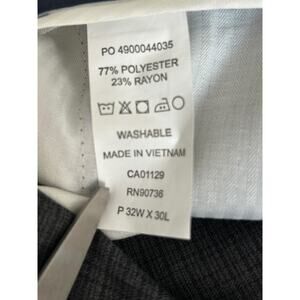 PO 4900044035
77% POLYESTER
23% RAYON
WASHABLE
MADE IN VIETNAM
CA01129
RN90736
P 32W X 30L